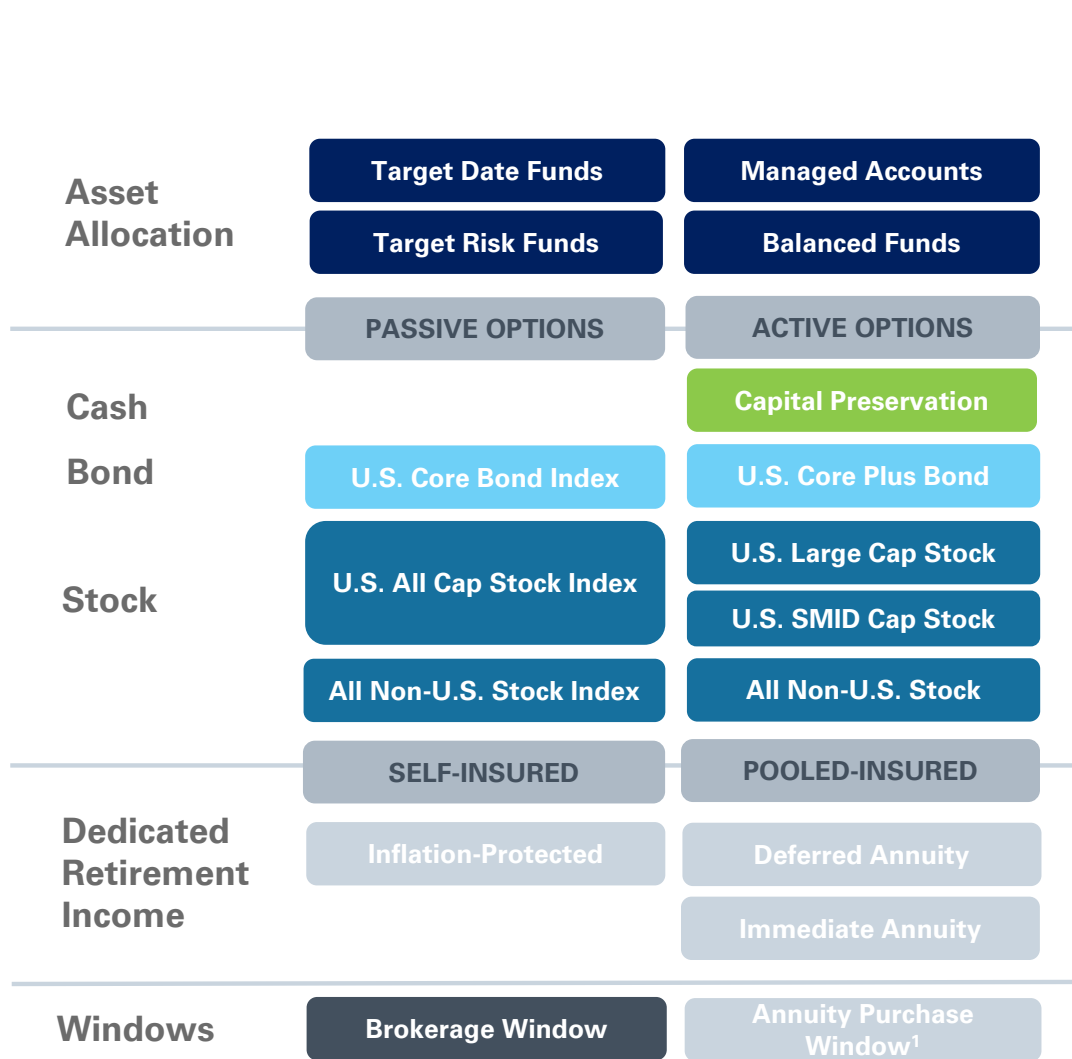 Asset
Allocation
Target Date Funds
Managed Accounts
Target Risk Funds
Balanced Funds
PASSIVE OPTIONS
ACTIVE OPTIONS
Cash
Capital Preservation
Bond
U.S. Core Bond Index
U.S. Core Plus Bond
Stock
U.S. All Cap Stock Index
U.S. Large Cap Stock
U.S. SMID Cap Stock
All Non-U.S. Stock Index
All Non-U.S. Stock
SELF-INSURED
POOLED-INSURED
Dedicated
Retirement
Income
Inflation-Protected
Deferred Annuity
Immediate Annuity
Windows
Brokerage Window
Annuity Purchase
Window¹